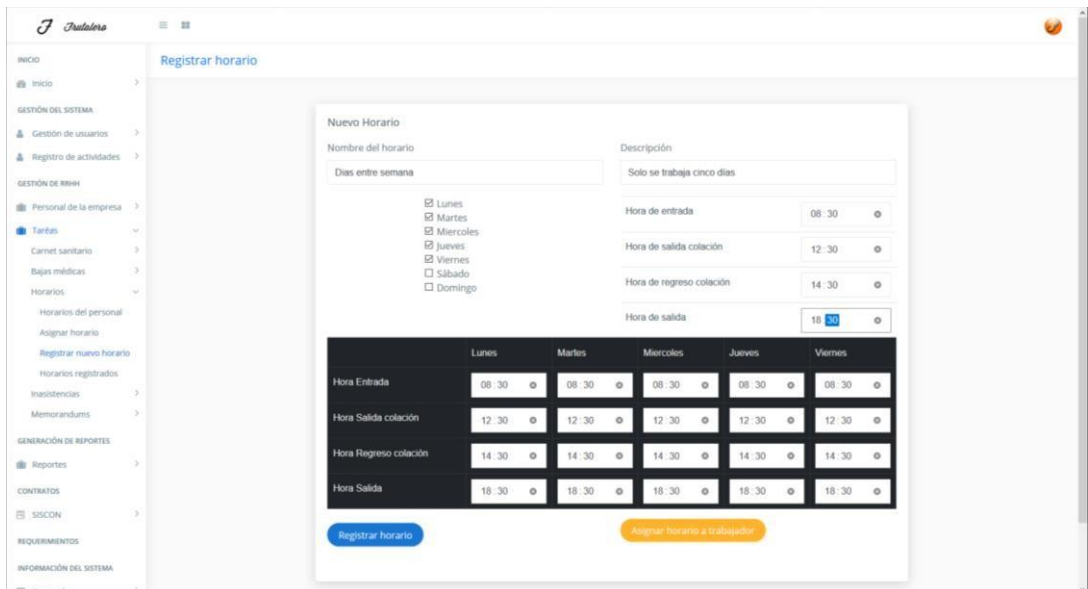 Frutalero
INICIO
Registrar horario
Inicio
GESTIÓN DEL SISTEMA
Gestión de usuarios
Registro de actividades
GESTIÓN DE RRHH
Personal de la empresa
Taréas
Carnet sanitario
Bajas médicas
Horarios
Horarios del personal
Asignar horario
Registrar nuevo horario
Horarios registrados
Inasistencias
Memorandums
GENERACIÓN DE REPORTES
Reportes
CONTRATOS
SISCON
REQUERIMIENTOS
INFORMACIÓN DEL SISTEMA
Nuevo Horario
Nombre del horario Descripción
Dias entre semana Solo se trabaja cinco días
Lunes
Martes
Miercoles
Jueves
Viernes
Sábado
Domingo
Hora de entrada 08:30
Hora de salida colación 12:30
Hora de regreso colación 14:30
Hora de salida 18:30
Lunes Martes Miercoles Jueves Viernes
Hora Entrada 08:30 08:30 08:30 08:30 08:30
Hora Salida colación 12:30 12:30 12:30 12:30 12:30
Hora Regreso colación 14:30 14:30 14:30 14:30 14:30
Hora Salida 18:30 18:30 18:30 18:30 18:30
Registrar horario Asignar horario a trabajador